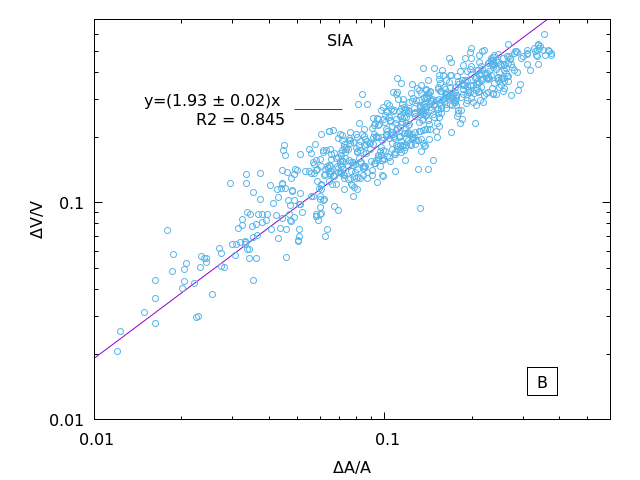 SIA
y=(1.93 ± 0.02)x
R2 = 0.845
0.1
ΔV/V
B
0.01
0.01
0.1
ΔA/A